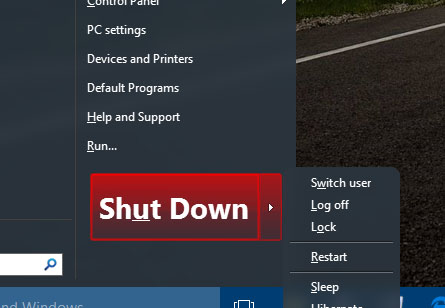 Control Panel
PC settings
Devices and Printers
Default Programs
Help and Support
Run...
Shut Down
Switch user
Log off
Lock
Restart
Sleep
Hibernate
nd Windows